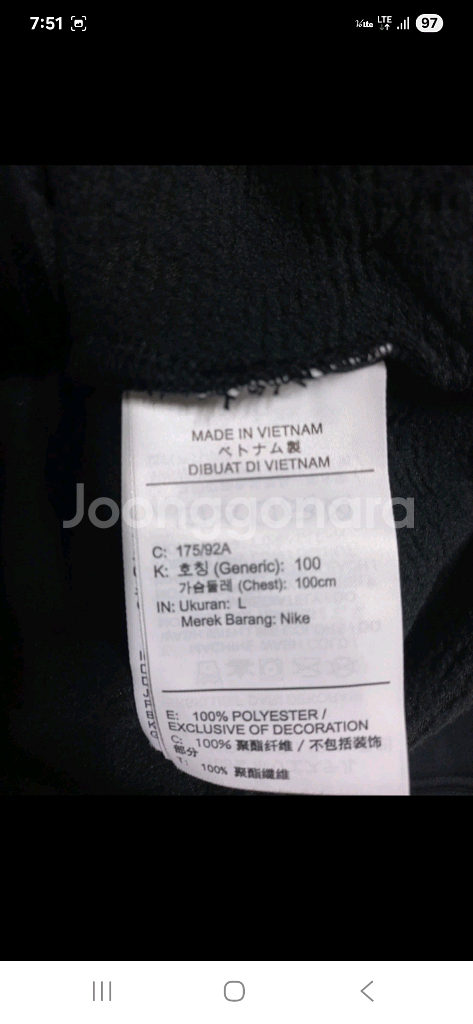 7:51
LTE
97
MADE IN VIETNAM
ベトナム製
DIBUAT DI VIETNAM
Joonggonara
C: 175/92A
K: 호칭 (Generic): 100
가슴둘레 (Chest): 100cm
IN: Ukuran: L
Merek Barang: Nike
E: 100% POLYESTER /
EXCLUSIVE OF DECORATION
C: 100% 聚酯纤维 / 不包括装饰
部分
T: 100% 聚酯纖維